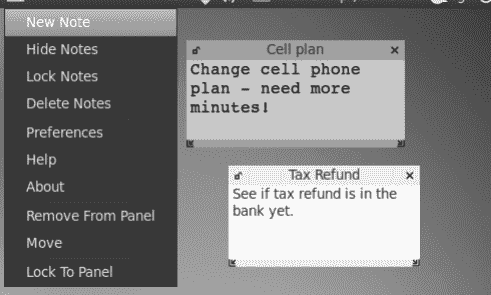 New Note
Hide Notes
Lock Notes
Delete Notes
Preferences
Help
About
Remove From Panel
Move
Lock To Panel
Cell plan
Change cell phone
plan - need more
minutes!
Tax Refund
See if tax refund is in the
bank yet.